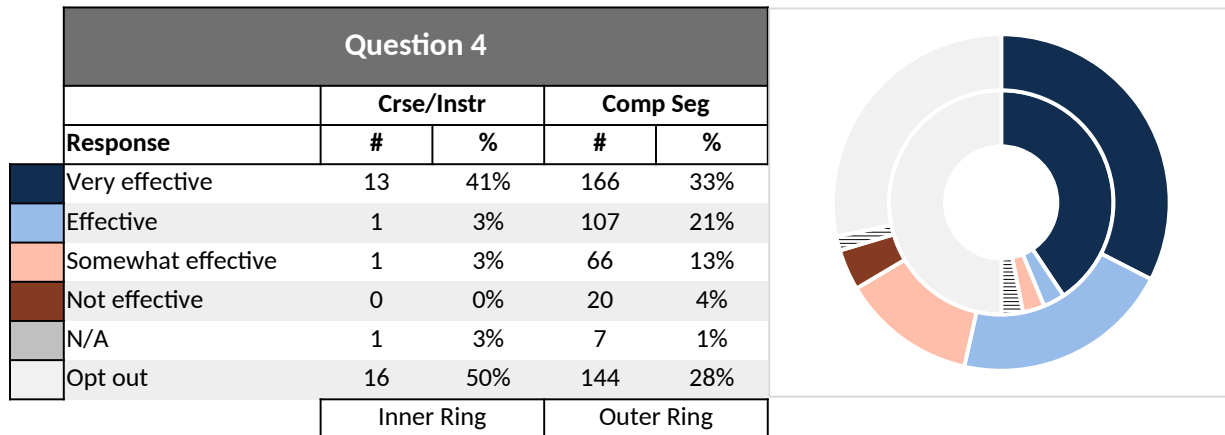 Question 4
Crse/Instr Comp Seg
Response # % # %
Very effective 13 41% 166 33%
Effective 1 3% 107 21%
Somewhat effective 1 3% 66 13%
Not effective 0 0% 20 4%
N/A 1 3% 7 1%
Opt out 16 50% 144 28%
Inner Ring Outer Ring